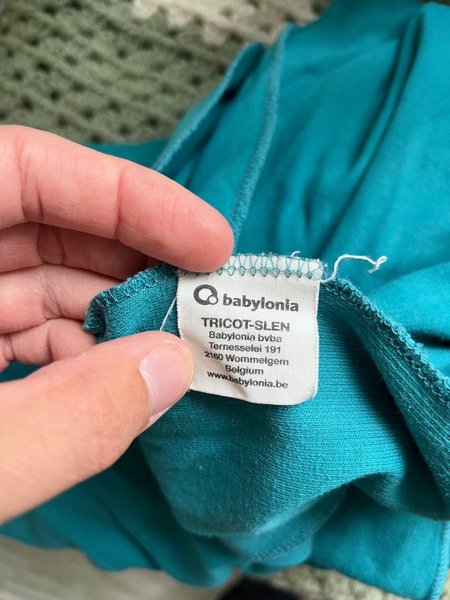 babylonia
TRICOT-SLEN
Babylonia bvba
Ternesselei 191
2160 Wommelgem
Belgium
www.babylonia.be